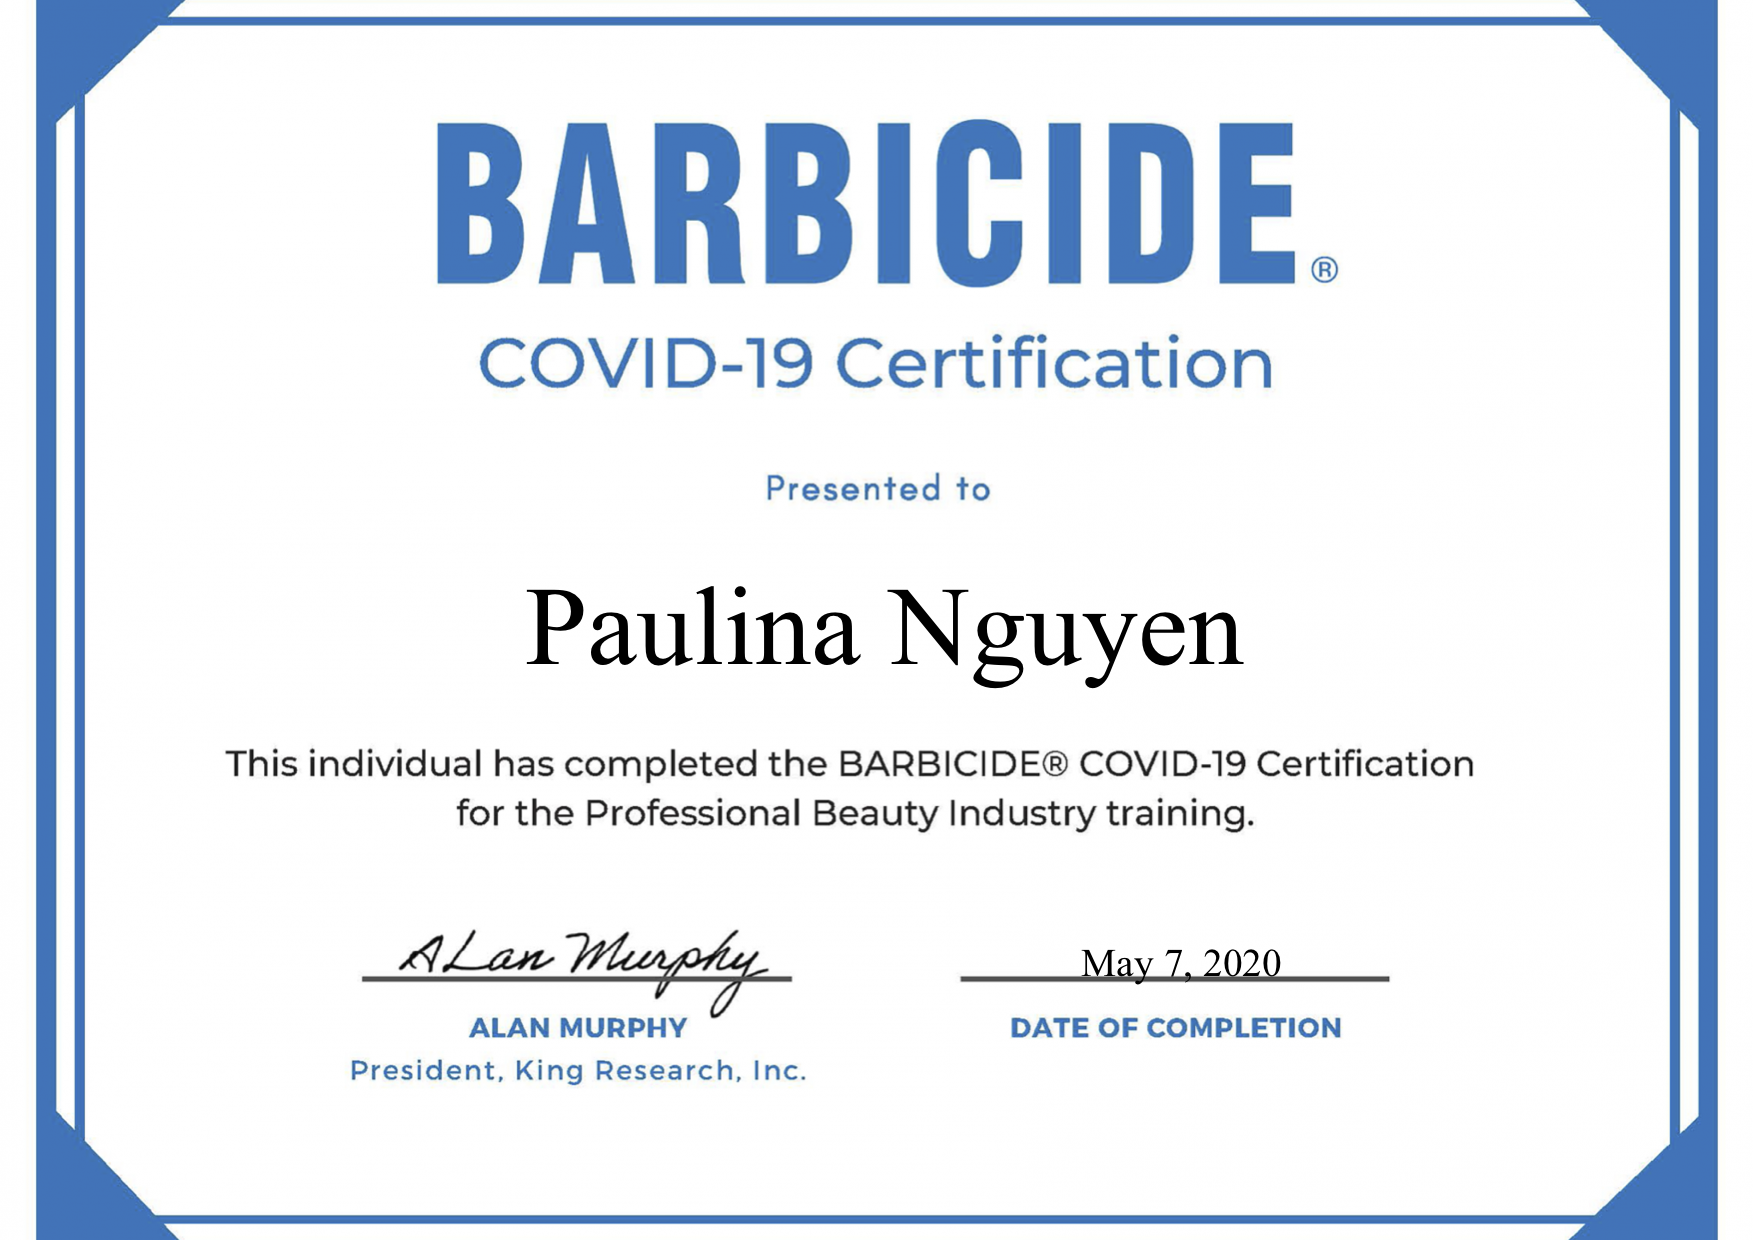 BARBICIDE®
COVID-19 Certification
Presented to
Paulina Nguyen
This individual has completed the BARBICIDE® COVID-19 Certification
for the Professional Beauty Industry training.
ALan Murphy
May 7, 2020
ALAN MURPHY
DATE OF COMPLETION
President, King Research, Inc.